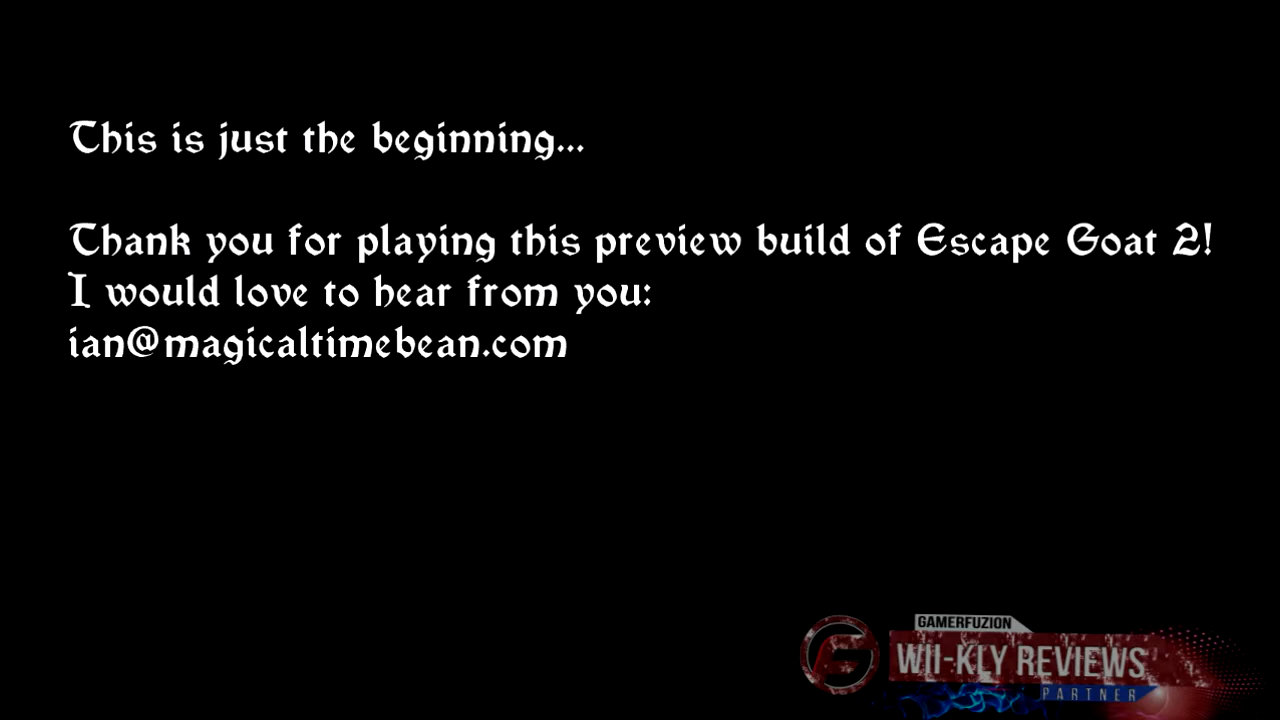 This is just the beginning...
Thank you for playing this preview build of Escape Goat 2!
I would love to hear from you:
ian@magicaltimebean.com
GAMERFUZION
WII-KLY REVIEWS
PARTNER